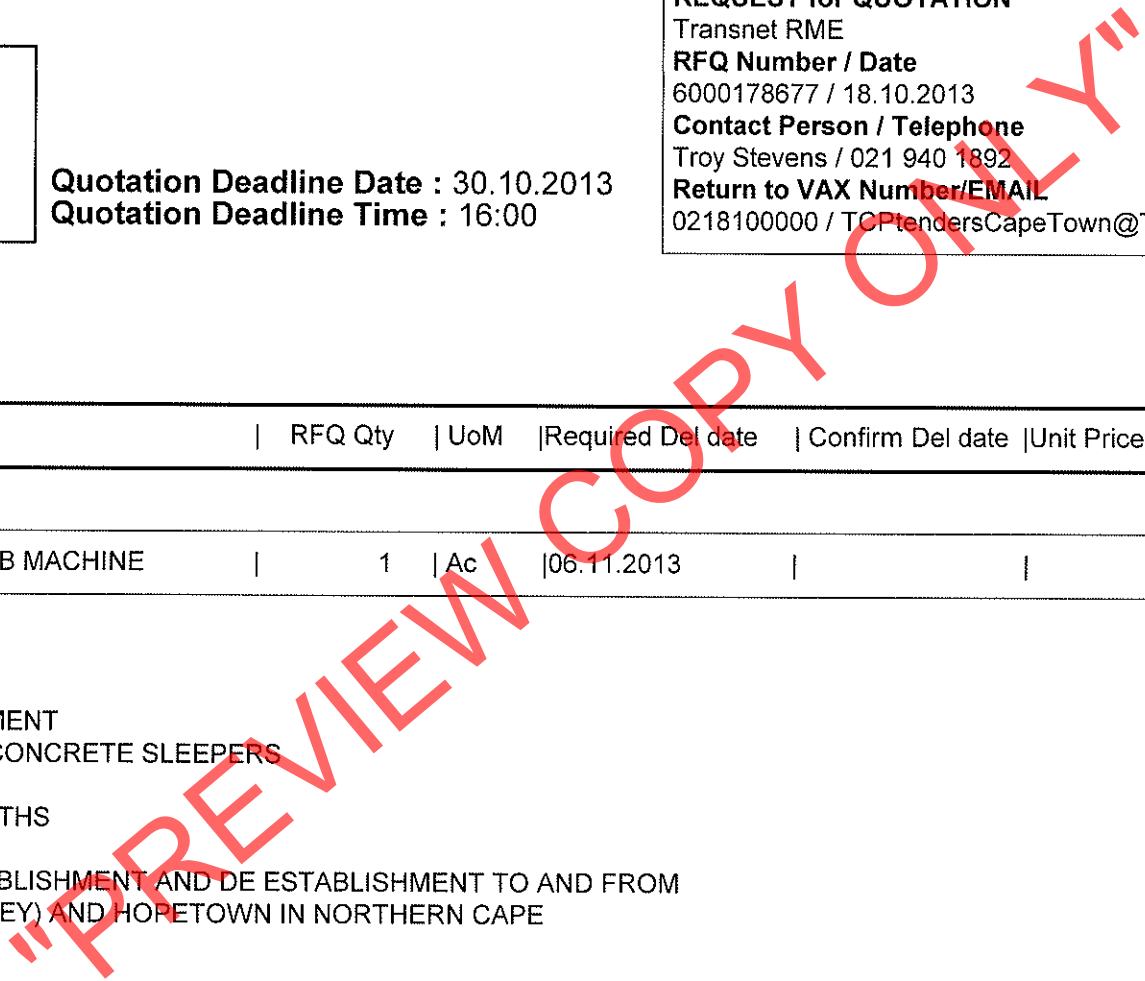 REQUEST for QUOTATION
Transnet RME
RFQ Number / Date
6000178677 / 18.10.2013
Contact Person / Telephone
Troy Stevens / 021 940 1892
Return to VAX Number/EMAIL
0218100000 / TCPtendersCapeTown@T
Quotation Deadline Date : 30.10.2013
Quotation Deadline Time : 16:00
| RFQ Qty | UoM |Required Del date | Confirm Del date |Unit Price
B MACHINE | 1 | Ac |06.11.2013 | |
MENT
CONCRETE SLEEPERS
THS
BLISHMENT AND DE ESTABLISHMENT TO AND FROM
EY) AND HOPETOWN IN NORTHERN CAPE
"PREVIEW COPY ONLY"